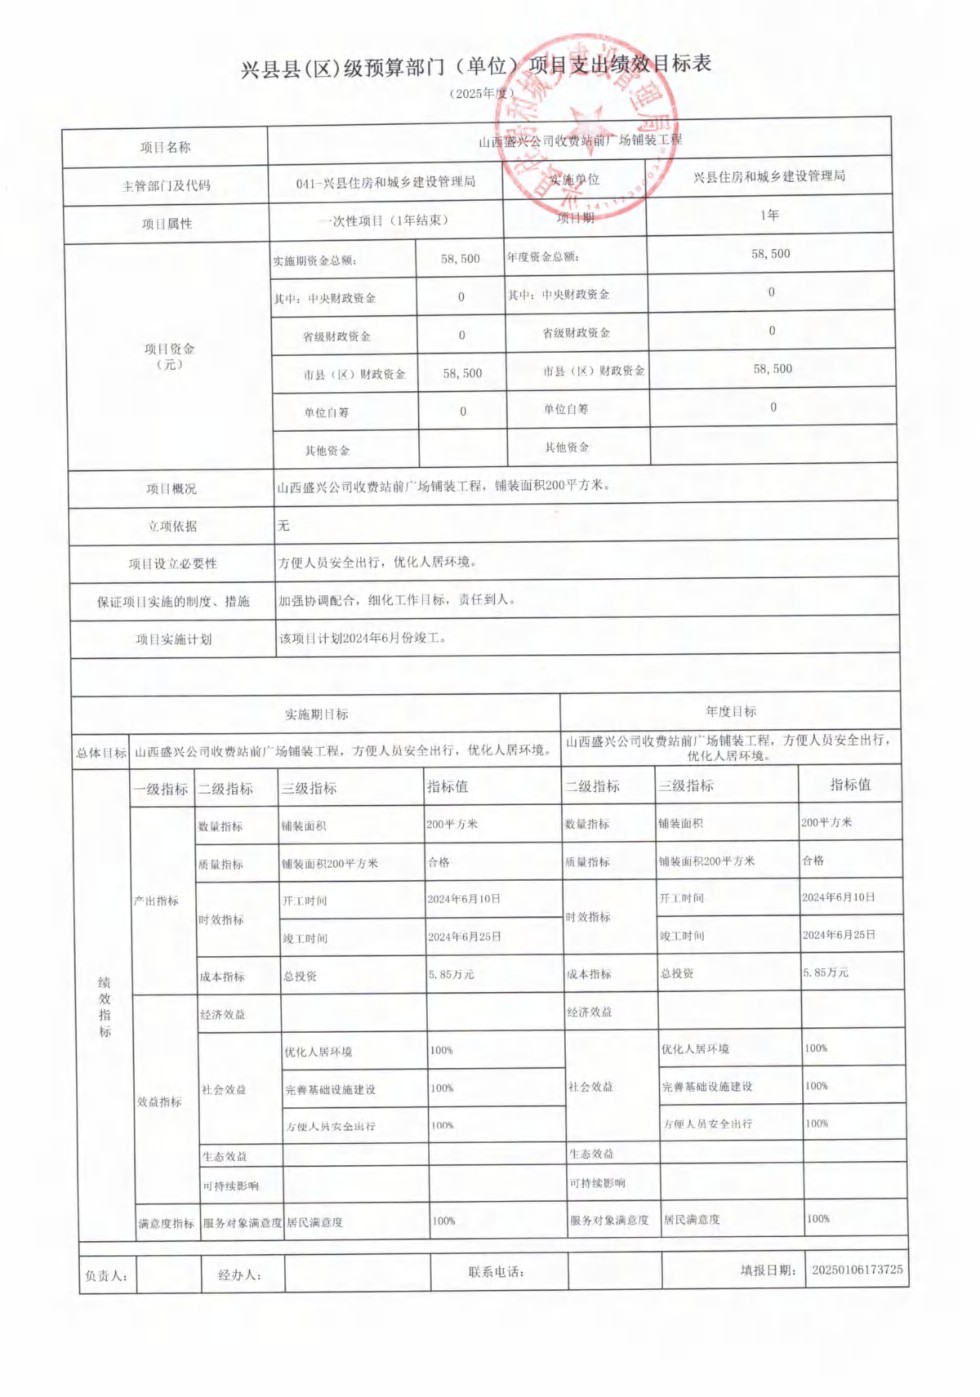 兴县县(区)级预算部门（单位）项目支出绩效目标表
（2025年度）
项目名称 山西盛兴公司收费站前广场铺装工程
主管部门及代码 041-兴县住房和城乡建设管理局 实施单位 兴县住房和城乡建设管理局
项目属性 一次性项目（1年结束） 项目期 1年
项目资金
（元）
实施期资金总额： 58,500 年度资金总额： 58,500
其中：中央财政资金 0 其中：中央财政资金 0
省级财政资金 0 省级财政资金 0
市县（区）财政资金 58,500 市县（区）财政资金 58,500
单位自筹 0 单位自筹 0
其他资金 其他资金
项目概况 山西盛兴公司收费站前广场铺装工程，铺装面积200平方米。
立项依据 无
项目设立必要性 方便人员安全出行，优化人居环境。
保证项目实施的制度、措施 加强协调配合，细化工作目标，责任到人。
项目实施计划 该项目计划2024年6月份竣工。
实施期目标 年度目标
总体目标 山西盛兴公司收费站前广场铺装工程，方便人员安全出行，优化人居环境。 山西盛兴公司收费站前广场铺装工程，方便人员安全出行，
优化人居环境。
绩效指标
一级指标 二级指标 三级指标 指标值 二级指标 三级指标 指标值
产出指标
数量指标 铺装面积 200平方米 数量指标 铺装面积 200平方米
质量指标 铺装面积200平方米 合格 质量指标 铺装面积200平方米 合格
时效指标 开工时间 2024年6月10日 时效指标 开工时间 2024年6月10日
竣工时间 2024年6月25日 竣工时间 2024年6月25日
成本指标 总投资 5.85万元 成本指标 总投资 5.85万元
效益指标
经济效益 经济效益
社会效益 优化人居环境 100% 社会效益 优化人居环境 100%
完善基础设施建设 100% 完善基础设施建设 100%
方便人员安全出行 100% 方便人员安全出行 100%
生态效益 生态效益
可持续影响 可持续影响
满意度指标 服务对象满意度 居民满意度 100% 服务对象满意度 居民满意度 100%
负责人： 经办人： 联系电话： 填报日期： 20250106173725
兴县住房和城乡建设管理局